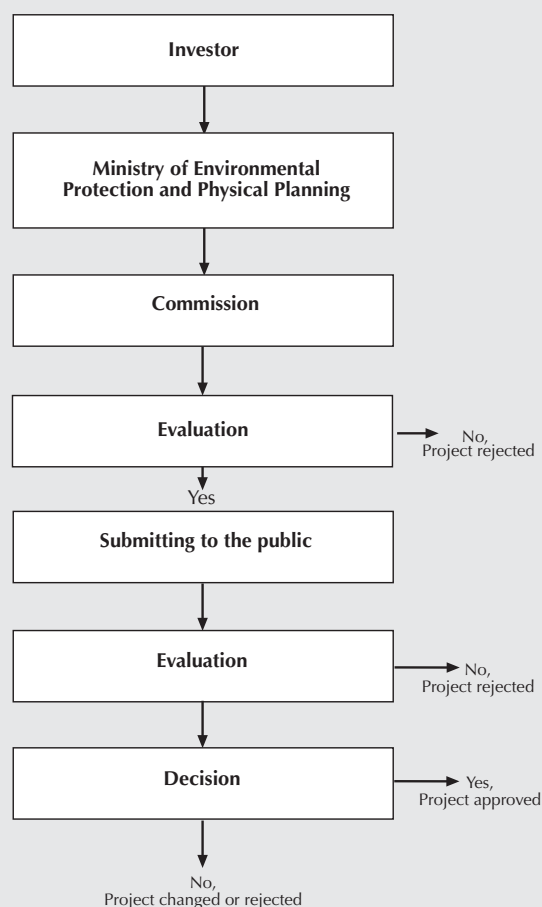 Investor
Ministry of Environmental
Protection and Physical Planning
Commission
Evaluation
No,
Project rejected
Yes
Submitting to the public
Evaluation
No,
Project rejected
Decision
Yes,
Project approved
No,
Project changed or rejected